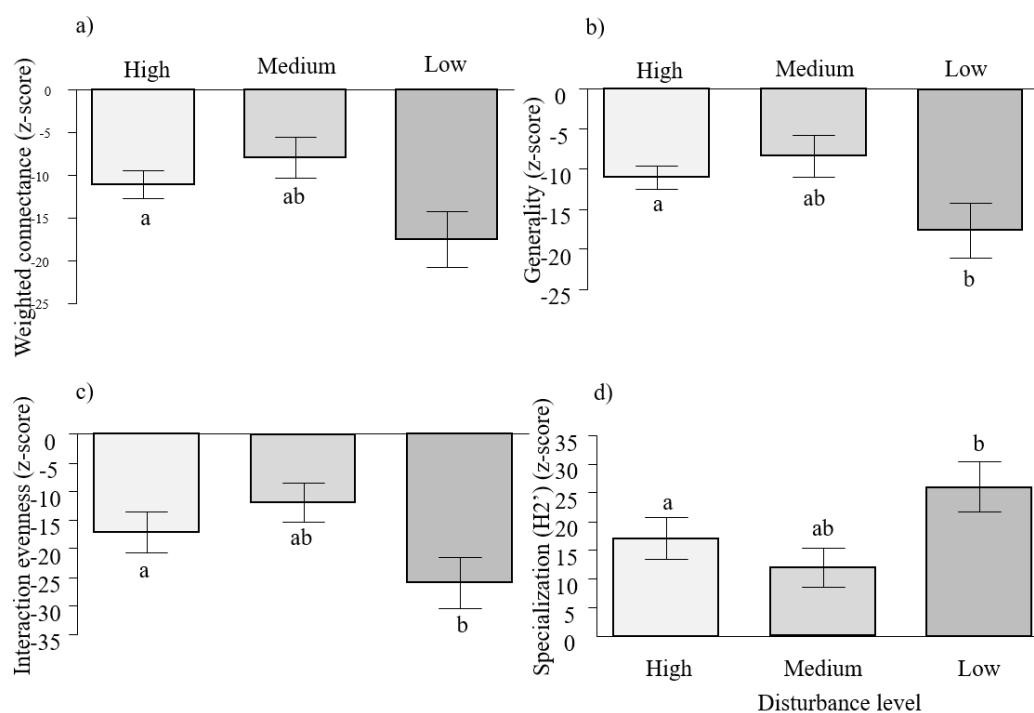 a)
Weighted connectance (z-score)
High Medium Low
0
-5
-10
-15
-20
-25
a ab
b)
Generality (z-score)
High Medium Low
0
-5
-10
-15
-20
-25
a ab b
c)
Interaction evenness (z-score)
0
-5
-10
-15
-20
-25
-30
-35
a ab b
d)
Specialization (H2’) (z-score)
35
30
25
20
15
10
5
0
a ab b
High Medium Low
Disturbance level